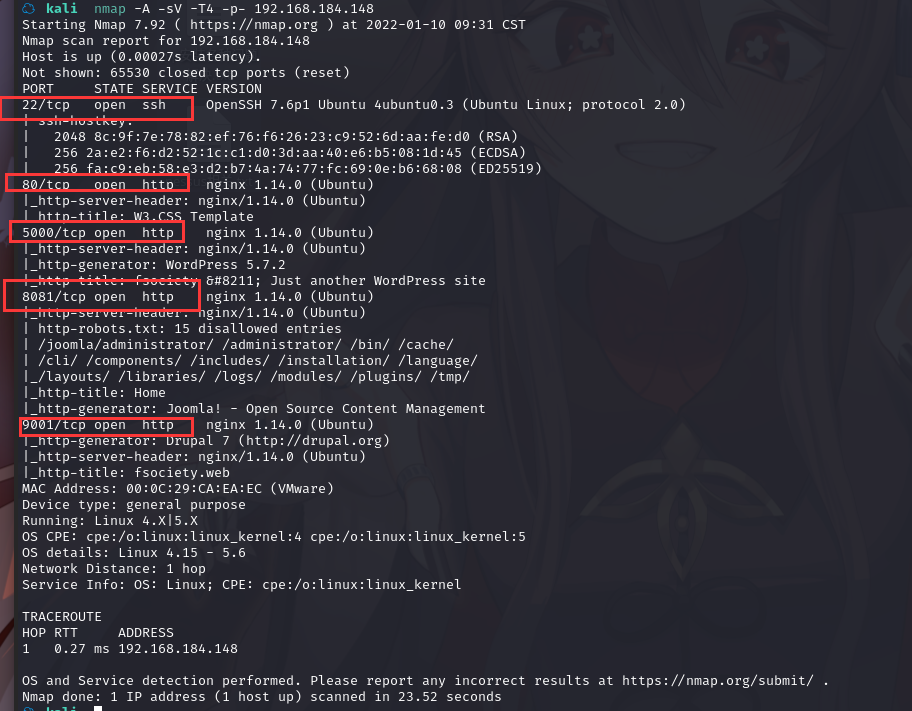 kali nmap -A -sV -T4 -p- 192.168.184.148
Starting Nmap 7.92 ( https://nmap.org ) at 2022-01-10 09:31 CST
Nmap scan report for 192.168.184.148
Host is up (0.00027s latency).
Not shown: 65530 closed tcp ports (reset)
PORT     STATE SERVICE VERSION
22/tcp   open  ssh     OpenSSH 7.6p1 Ubuntu 4ubuntu0.3 (Ubuntu Linux; protocol 2.0)
| ssh-hostkey:
|   2048 8c:9f:7e:78:82:ef:76:f6:26:23:c9:52:6d:aa:fe:d0 (RSA)
|   256 2a:e2:f6:d2:52:1c:c1:d0:3d:aa:40:e6:b5:08:1d:45 (ECDSA)
|   256 fa:c9:eb:58:e3:d2:b7:4a:74:77:fc:69:0e:b6:68:08 (ED25519)
80/tcp   open  http    nginx 1.14.0 (Ubuntu)
|_http-server-header: nginx/1.14.0 (Ubuntu)
|_http-title: W3.CSS Template
5000/tcp open  http    nginx 1.14.0 (Ubuntu)
|_http-server-header: nginx/1.14.0 (Ubuntu)
|_http-generator: WordPress 5.7.2
|_http-title: fsociety &#8211; Just another WordPress site
8081/tcp open  http    nginx 1.14.0 (Ubuntu)
|_http-server-header: nginx/1.14.0 (Ubuntu)
| http-robots.txt: 15 disallowed entries
| /joomla/administrator/ /administrator/ /bin/ /cache/
| /cli/ /components/ /includes/ /installation/ /language/
|_/layouts/ /libraries/ /logs/ /modules/ /plugins/ /tmp/
|_http-title: Home
|_http-generator: Joomla! - Open Source Content Management
9001/tcp open  http    nginx 1.14.0 (Ubuntu)
|_http-generator: Drupal 7 (http://drupal.org)
|_http-server-header: nginx/1.14.0 (Ubuntu)
|_http-title: fsociety.web
MAC Address: 00:0C:29:CA:EA:EC (VMware)
Device type: general purpose
Running: Linux 4.X|5.X
OS CPE: cpe:/o:linux:linux_kernel:4 cpe:/o:linux:linux_kernel:5
OS details: Linux 4.15 - 5.6
Network Distance: 1 hop
Service Info: OS: Linux; CPE: cpe:/o:linux:linux_kernel
TRACEROUTE
HOP RTT     ADDRESS
1   0.27 ms 192.168.184.148
OS and Service detection performed. Please report any incorrect results at https://nmap.org/submit/ .
Nmap done: 1 IP address (1 host up) scanned in 23.52 seconds
kali